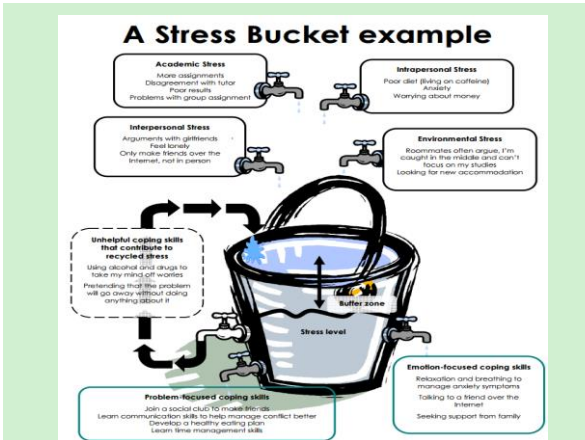 A Stress Bucket example
Academic Stress
More assignments
Disagreement with tutor
Poor results
Problems with group assignment
Intrapersonal Stress
Poor diet (living on caffeine)
Anxiety
Worrying about money
Interpersonal Stress
Arguments with girlfriends
Feel lonely
Only make friends over the
Internet, not in person
Environmental Stress
Roommates often argue, I'm
caught in the middle and can't
focus on my studies
Looking for new accommodation
Unhelpful coping skills
that contribute to
recycled stress
Using alcohol and drugs to
take my mind off worries
Pretending that the problem
will go away without doing
anything about it
Buffer zone
Stress level
Problem-focused coping skills
Join a social club to make friends
Learn communication skills to help manage conflict better
Develop a healthy eating plan
Learn time management skills
Emotion-focused coping skills
Relaxation and breathing to
manage anxiety symptoms
Talking to a friend over the
Internet
Seeking support from family